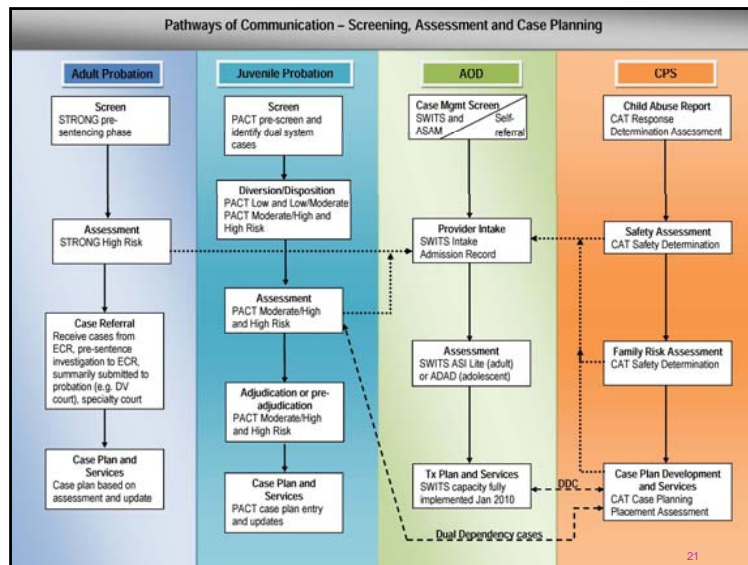 Pathways of Communication – Screening, Assessment and Case Planning
Adult Probation
Screen
STRONG pre-
sentencing phase
Assessment
STRONG High Risk
Case Referral
Receive cases from
ECR, pre-sentence
investigation to ECR,
summarily submitted to
probation (e.g. DV
court), specialty court
Case Plan and
Services
Case plan based on
assessment and update
Juvenile Probation
Screen
PACT pre-screen and
identify dual system
cases
Diversion/Disposition
PACT Low and Low/Moderate
PACT Moderate/High and
High Risk
Assessment
PACT Moderate/High
and High Risk
Adjudication or pre-
adjudication
PACT Moderate/High
and High Risk
Case Plan and
Services
PACT case plan entry
and updates
AOD
Case Mgmt Screen
SWITS and
ASAM
Self-
referral
Provider Intake
SWITS Intake
Admission Record
Assessment
SWITS ASI Lite (adult)
or ADAD (adolescent)
Tx Plan and Services
SWITS capacity fully
implemented Jan 2010
CPS
Child Abuse Report
CAT Response
Determination Assessment
Safety Assessment
CAT Safety Determination
Family Risk Assessment
CAT Safety Determination
Case Plan Development
and Services
CAT Case Planning
Placement Assessment
DDC
Dual Dependency cases
21